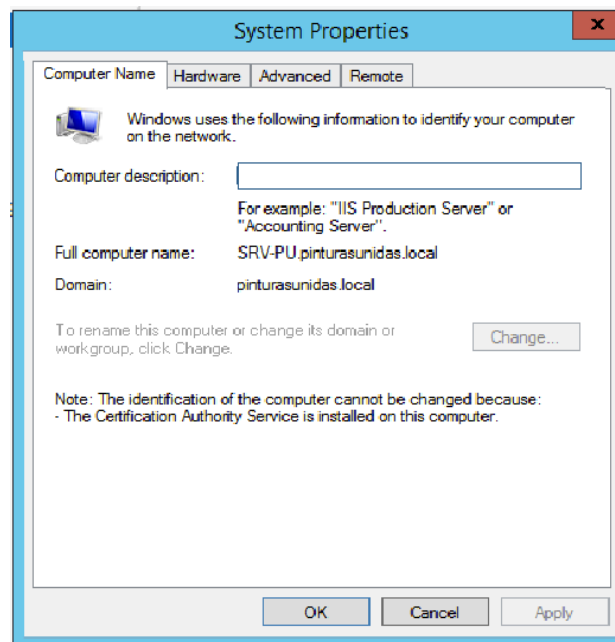 System Properties
x
Computer Name Hardware Advanced Remote
Windows uses the following information to identify your computer
on the network.
Computer description:
For example: "IIS Production Server" or
"Accounting Server".
Full computer name: SRV-PU.pinturasunidas.local
Domain: pinturasunidas.local
To rename this computer or change its domain or
workgroup, click Change.
Change...
Note: The identification of the computer cannot be changed because:
- The Certification Authority Service is installed on this computer.
OK Cancel Apply